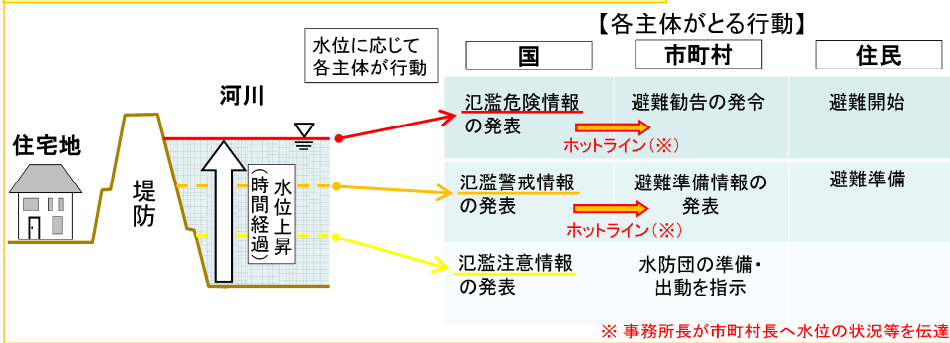 【各主体がとる行動】
水位に応じて
各主体が行動
国
市町村
住民
河川
住宅地
堤防
水位上昇
（時間経過）
氾濫危険情報
の発表
避難勧告の発令
避難開始
ホットライン（※）
氾濫警戒情報
の発表
避難準備情報の
発表
避難準備
ホットライン（※）
氾濫注意情報
の発表
水防団の準備・
出動を指示
※ 事務所長が市町村長へ水位の状況等を伝達